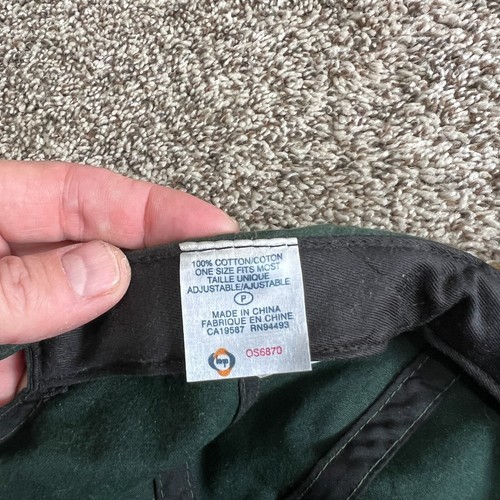 100% COTTON/COTON
ONE SIZE FITS MOST
TAILLE UNIQUE
ADJUSTABLE/AJUSTABLE
P
MADE IN CHINA
FABRIQUE EN CHINE
CA19587 RN94493
OS6870